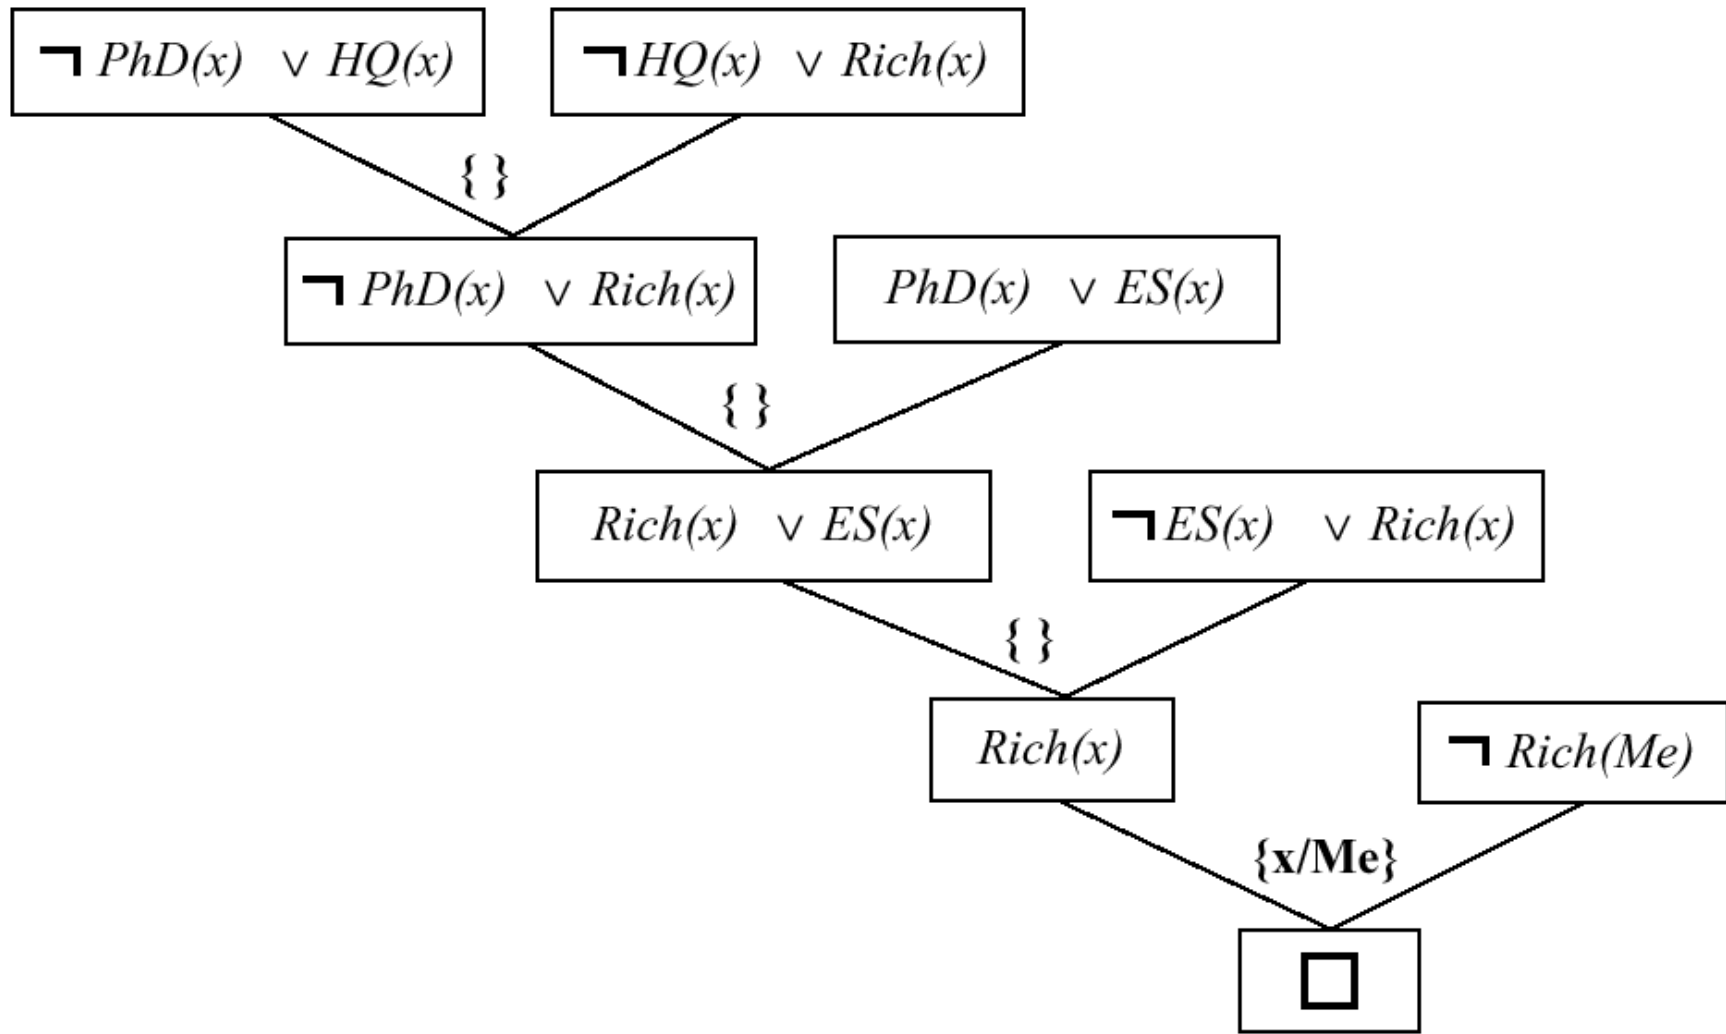 ¬ PhD(x) ∨ HQ(x)
¬HQ(x) ∨ Rich(x)
{ }
¬ PhD(x) ∨ Rich(x)
PhD(x) ∨ ES(x)
{ }
Rich(x) ∨ ES(x)
¬ES(x) ∨ Rich(x)
{ }
Rich(x)
¬ Rich(Me)
{x/Me}
□